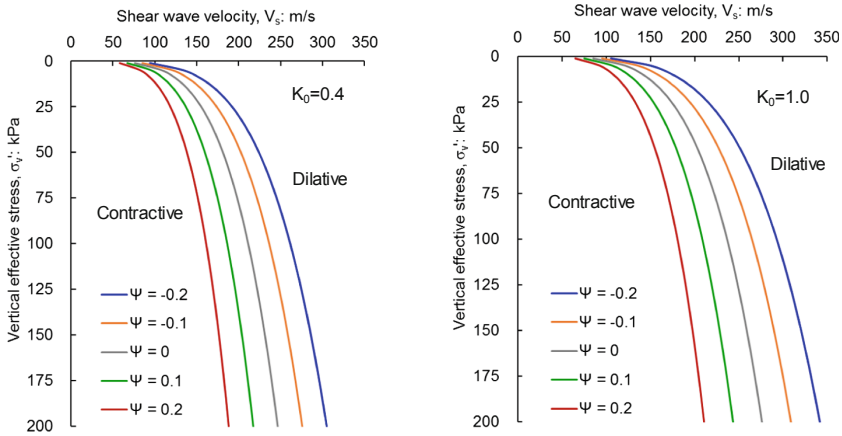 Shear wave velocity, Vs: m/s
0 50 100 150 200 250 300 350
0
25
50
75
100
125
150
175
200
Vertical effective stress, σv': kPa
K0=0.4
Dilative
Contractive
Ψ = -0.2
Ψ = -0.1
Ψ = 0
Ψ = 0.1
Ψ = 0.2
Shear wave velocity, Vs: m/s
0 50 100 150 200 250 300 350
0
25
50
75
100
125
150
175
200
Vertical effective stress, σv': kPa
K0=1.0
Dilative
Contractive
Ψ = -0.2
Ψ = -0.1
Ψ = 0
Ψ = 0.1
Ψ = 0.2